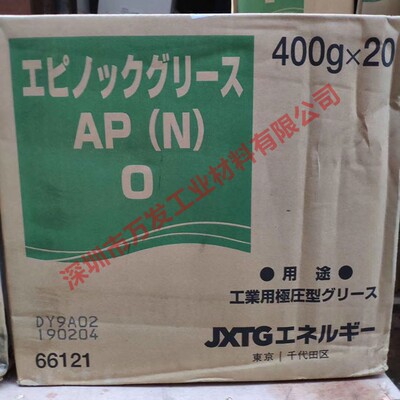 エピノックグリース
AP (N)
0
400g×20
深圳市万发工业材料有限公司
●用途●
工業用極圧型グリース
DY9A02
190204
66121
JXTGエネルギー
東京｜千代田区